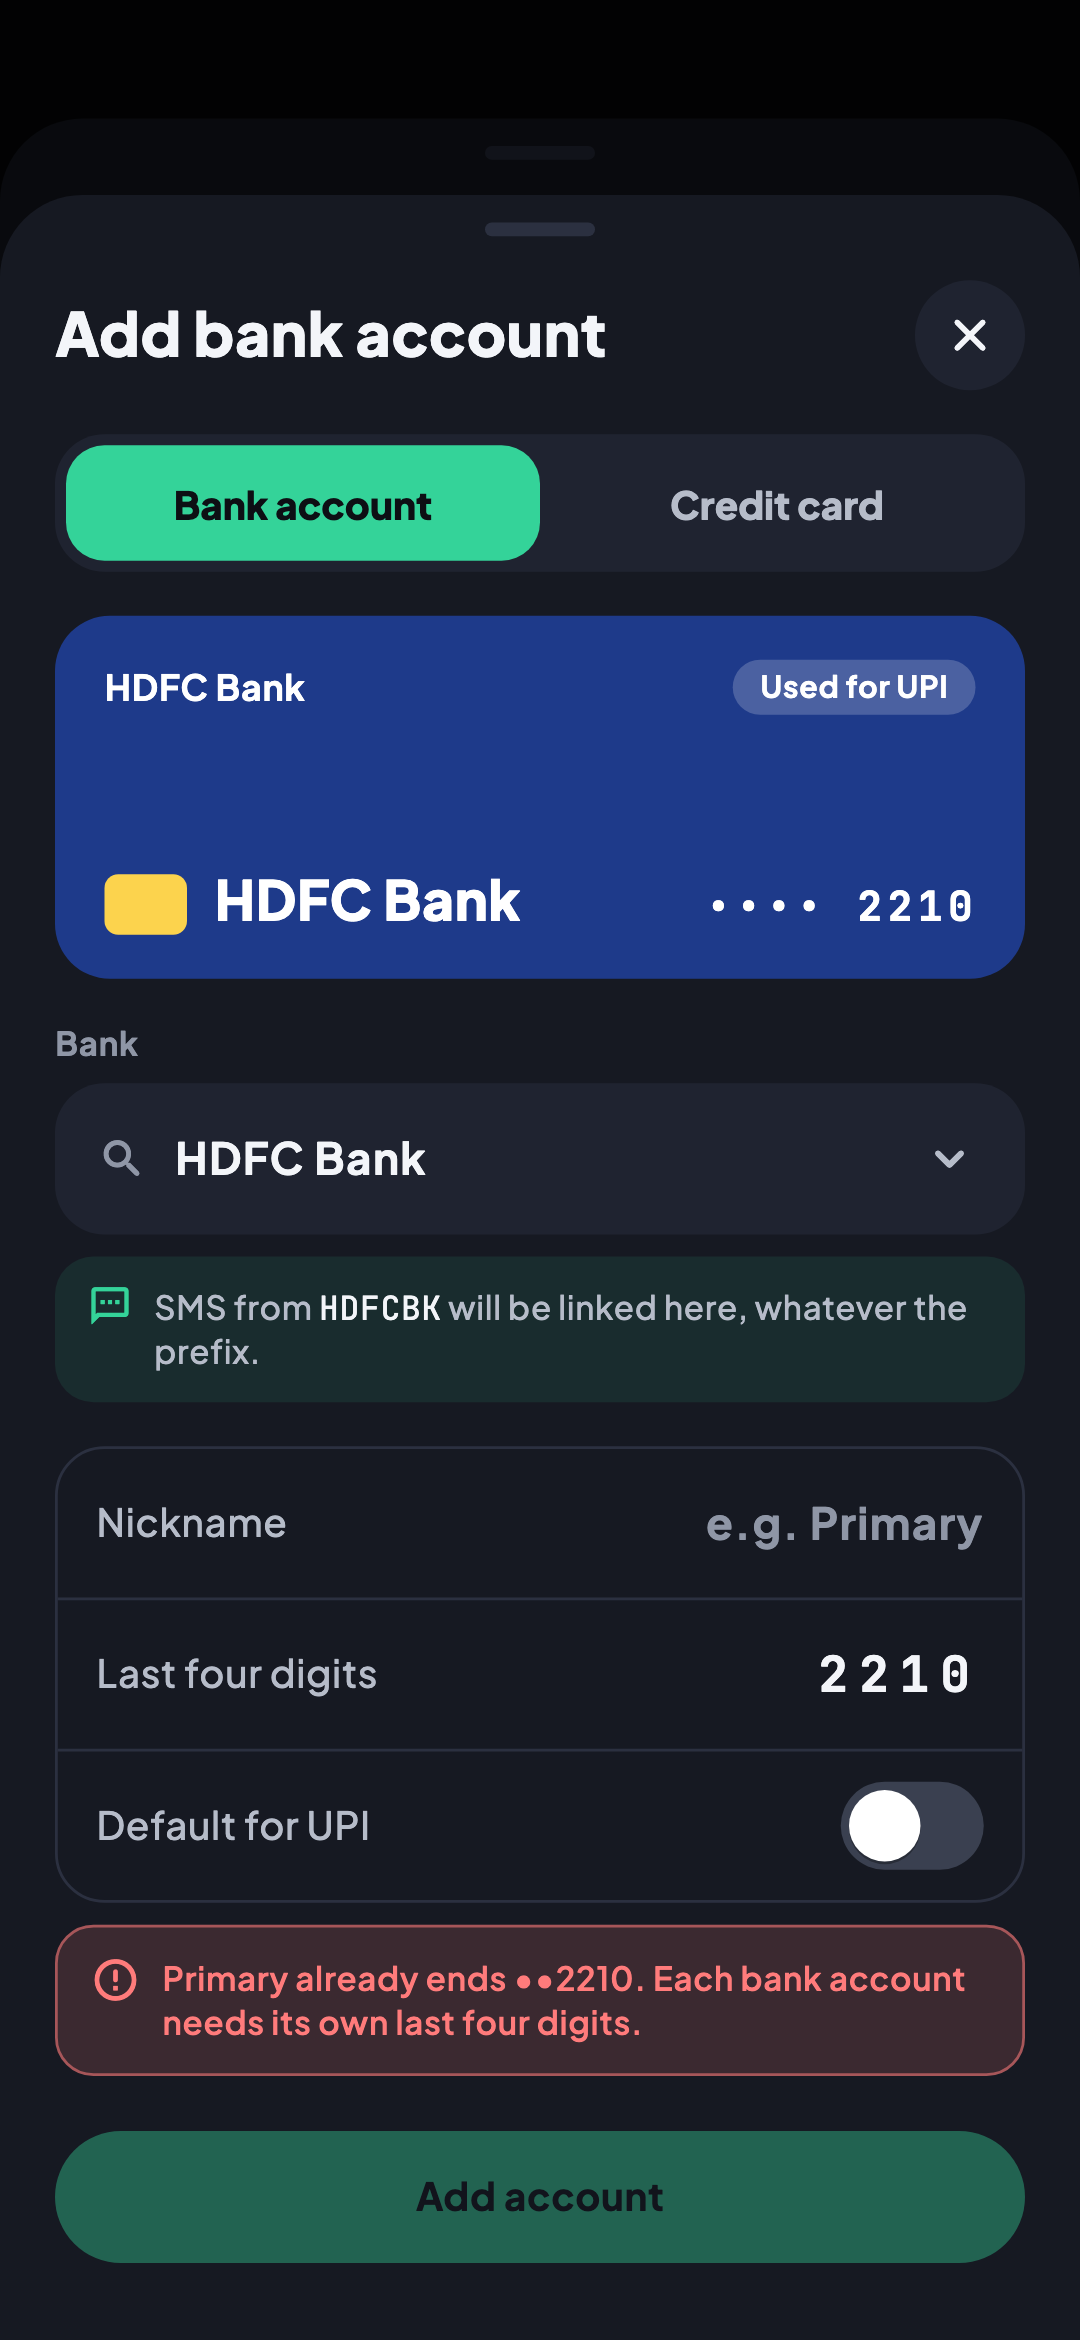 Add bank account
Bank account
Credit card
HDFC Bank
Used for UPI
HDFC Bank
•••• 2210
Bank
HDFC Bank
SMS from HDFCBK will be linked here, whatever the
prefix.
Nickname
e.g. Primary
Last four digits
2210
Default for UPI
Primary already ends ••2210. Each bank account
needs its own last four digits.
Add account